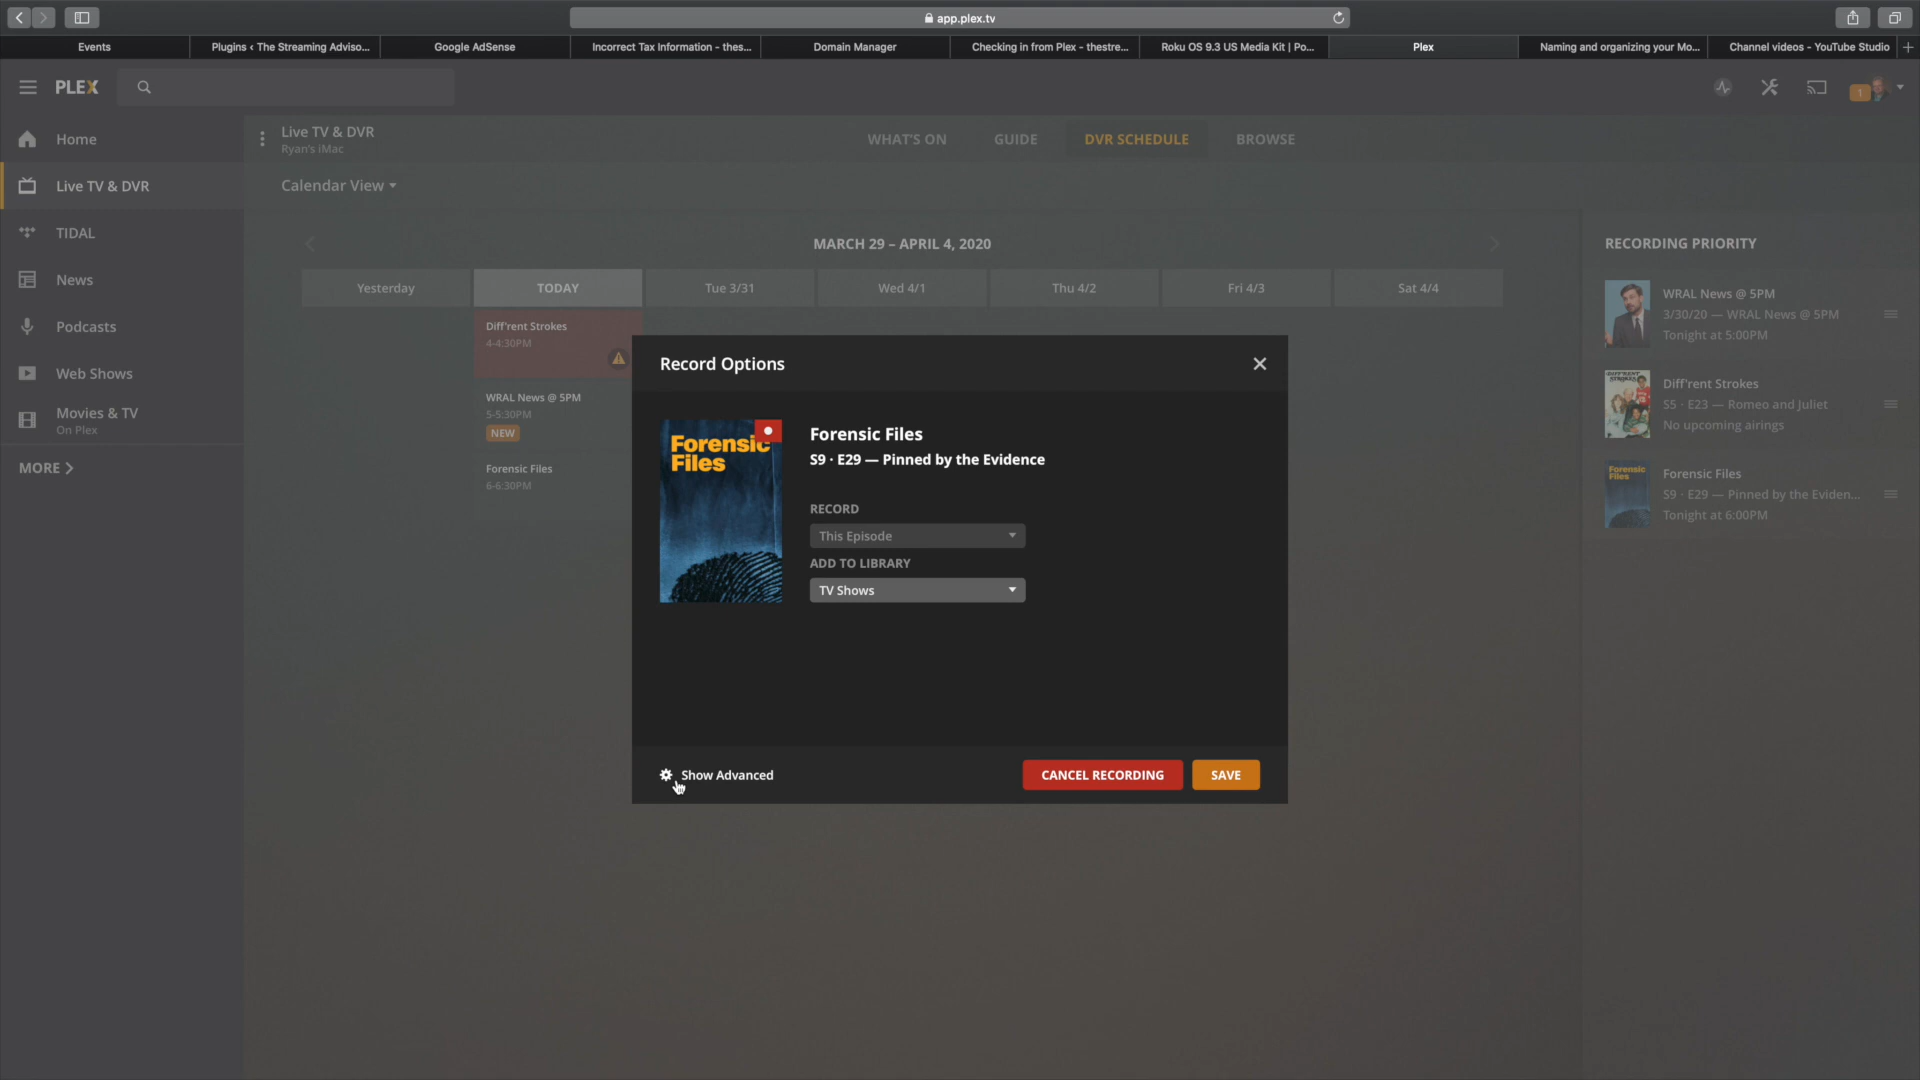 app.plex.tv
Events
Plugins < The Streaming Adviso...
Google AdSense
Incorrect Tax Information - thes...
Domain Manager
Checking in from Plex - thestre...
Roku OS 9.3 US Media Kit | Po...
Plex
Naming and organizing your Mo...
Channel videos - YouTube Studio
PLEX
1
Home
Live TV & DVR
TIDAL
News
Podcasts
Web Shows
Movies & TV
On Plex
MORE
Live TV & DVR
Ryan's iMac
WHAT'S ON
GUIDE
DVR SCHEDULE
BROWSE
Calendar View
MARCH 29 – APRIL 4, 2020
Yesterday
TODAY
Tue 3/31
Wed 4/1
Thu 4/2
Fri 4/3
Sat 4/4
Diff'rent Strokes
4-4:30PM
WRAL News @ 5PM
5-5:30PM
NEW
Forensic Files
6-6:30PM
Record Options
Forensic
Files
Forensic Files
S9 · E29 — Pinned by the Evidence
RECORD
This Episode
ADD TO LIBRARY
TV Shows
Show Advanced
CANCEL RECORDING
SAVE
RECORDING PRIORITY
WRAL News @ 5PM
3/30/20 — WRAL News @ 5PM
Tonight at 5:00PM
DIFF'RENT
STROKES
Diff'rent Strokes
S5 · E23 — Romeo and Juliet
No upcoming airings
Forensic
Files
Forensic Files
S9 · E29 — Pinned by the Eviden...
Tonight at 6:00PM